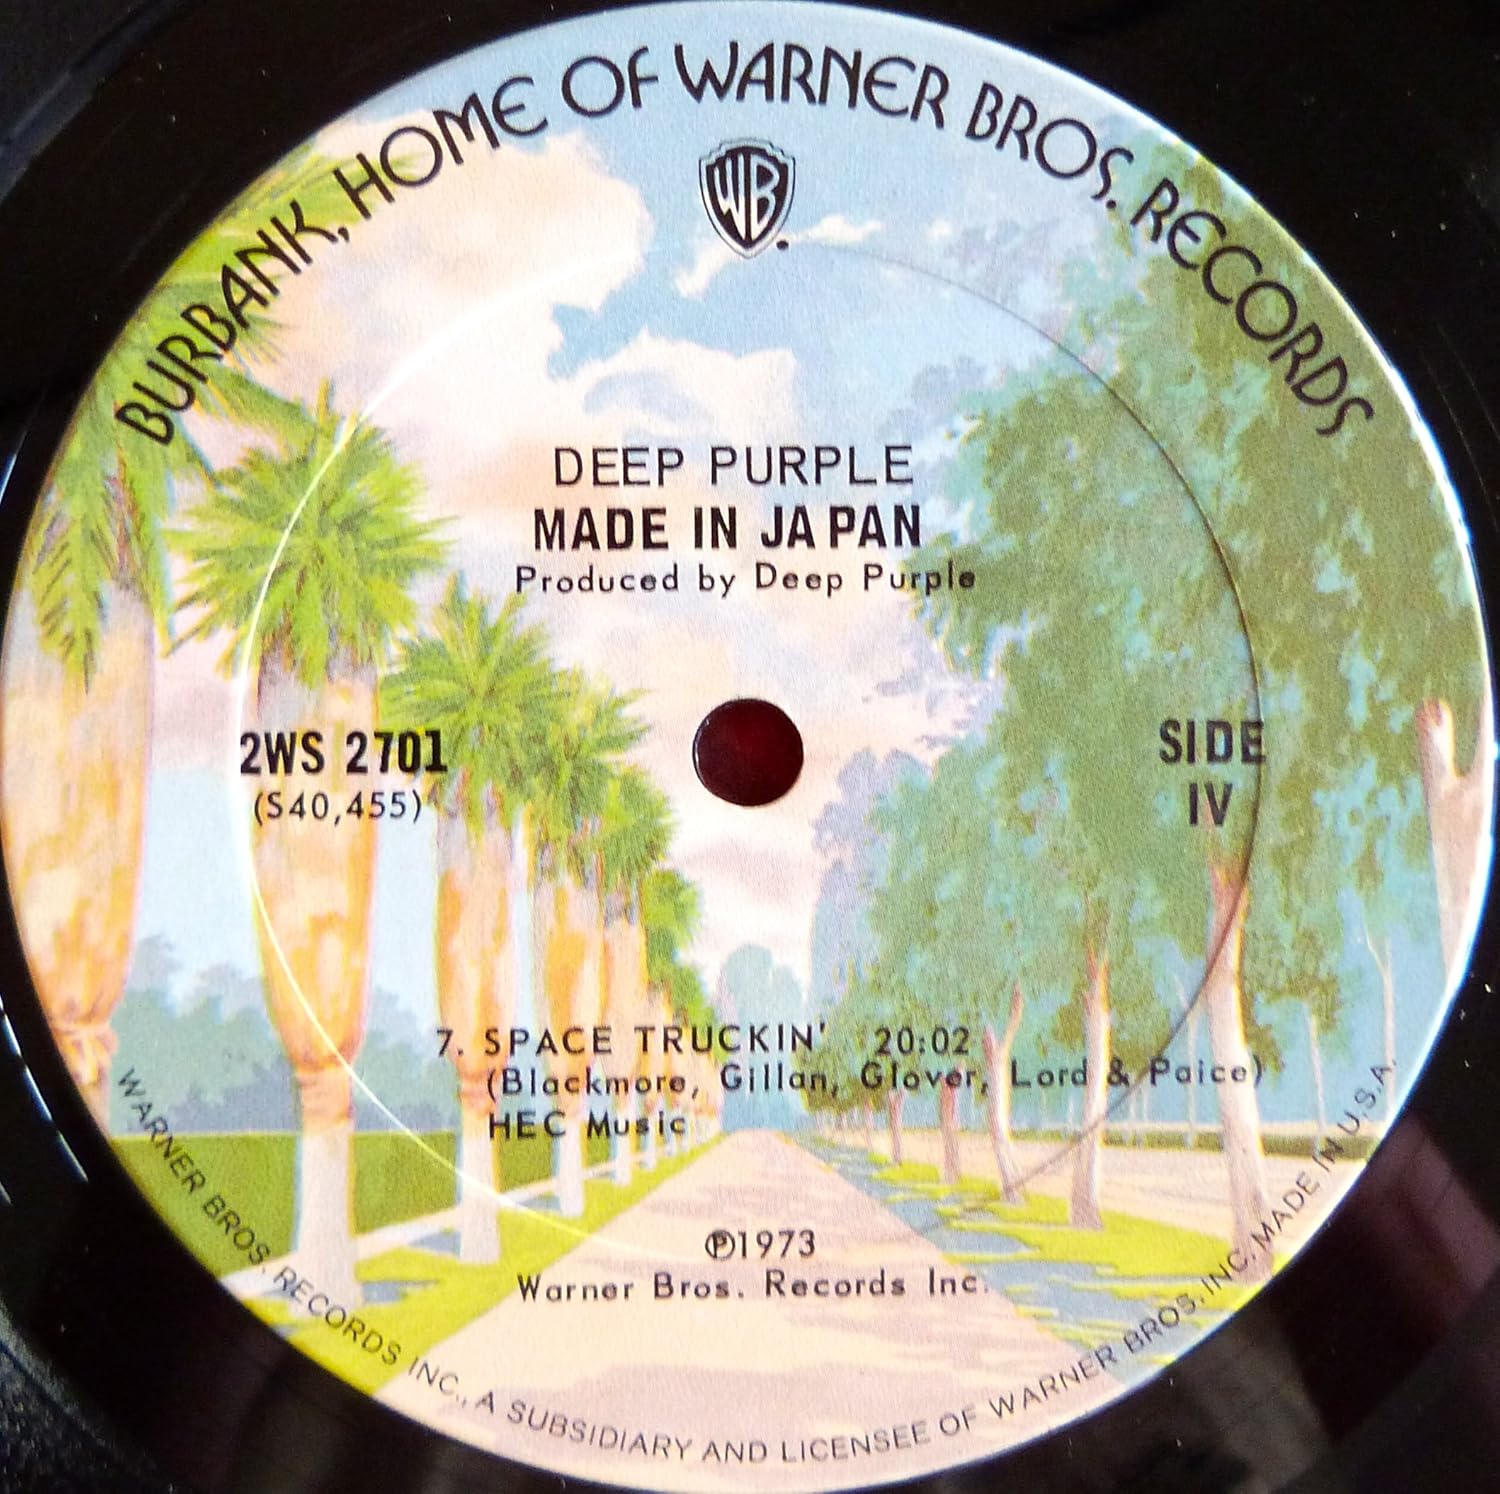 BURBANK, HOME OF WARNER BROS. RECORDS
WB
DEEP PURPLE
MADE IN JAPAN
Produced by Deep Purple
2WS 2701
(S40,455)
SIDE
IV
7. SPACE TRUCKIN' 20:02
(Blackmore, Gillan, Glover, Lord & Paice)
HEC Music
℗1973
Warner Bros. Records Inc.
WARNER BROS. RECORDS INC., A SUBSIDIARY AND LICENSEE OF WARNER BROS. INC. MADE IN U.S.A.